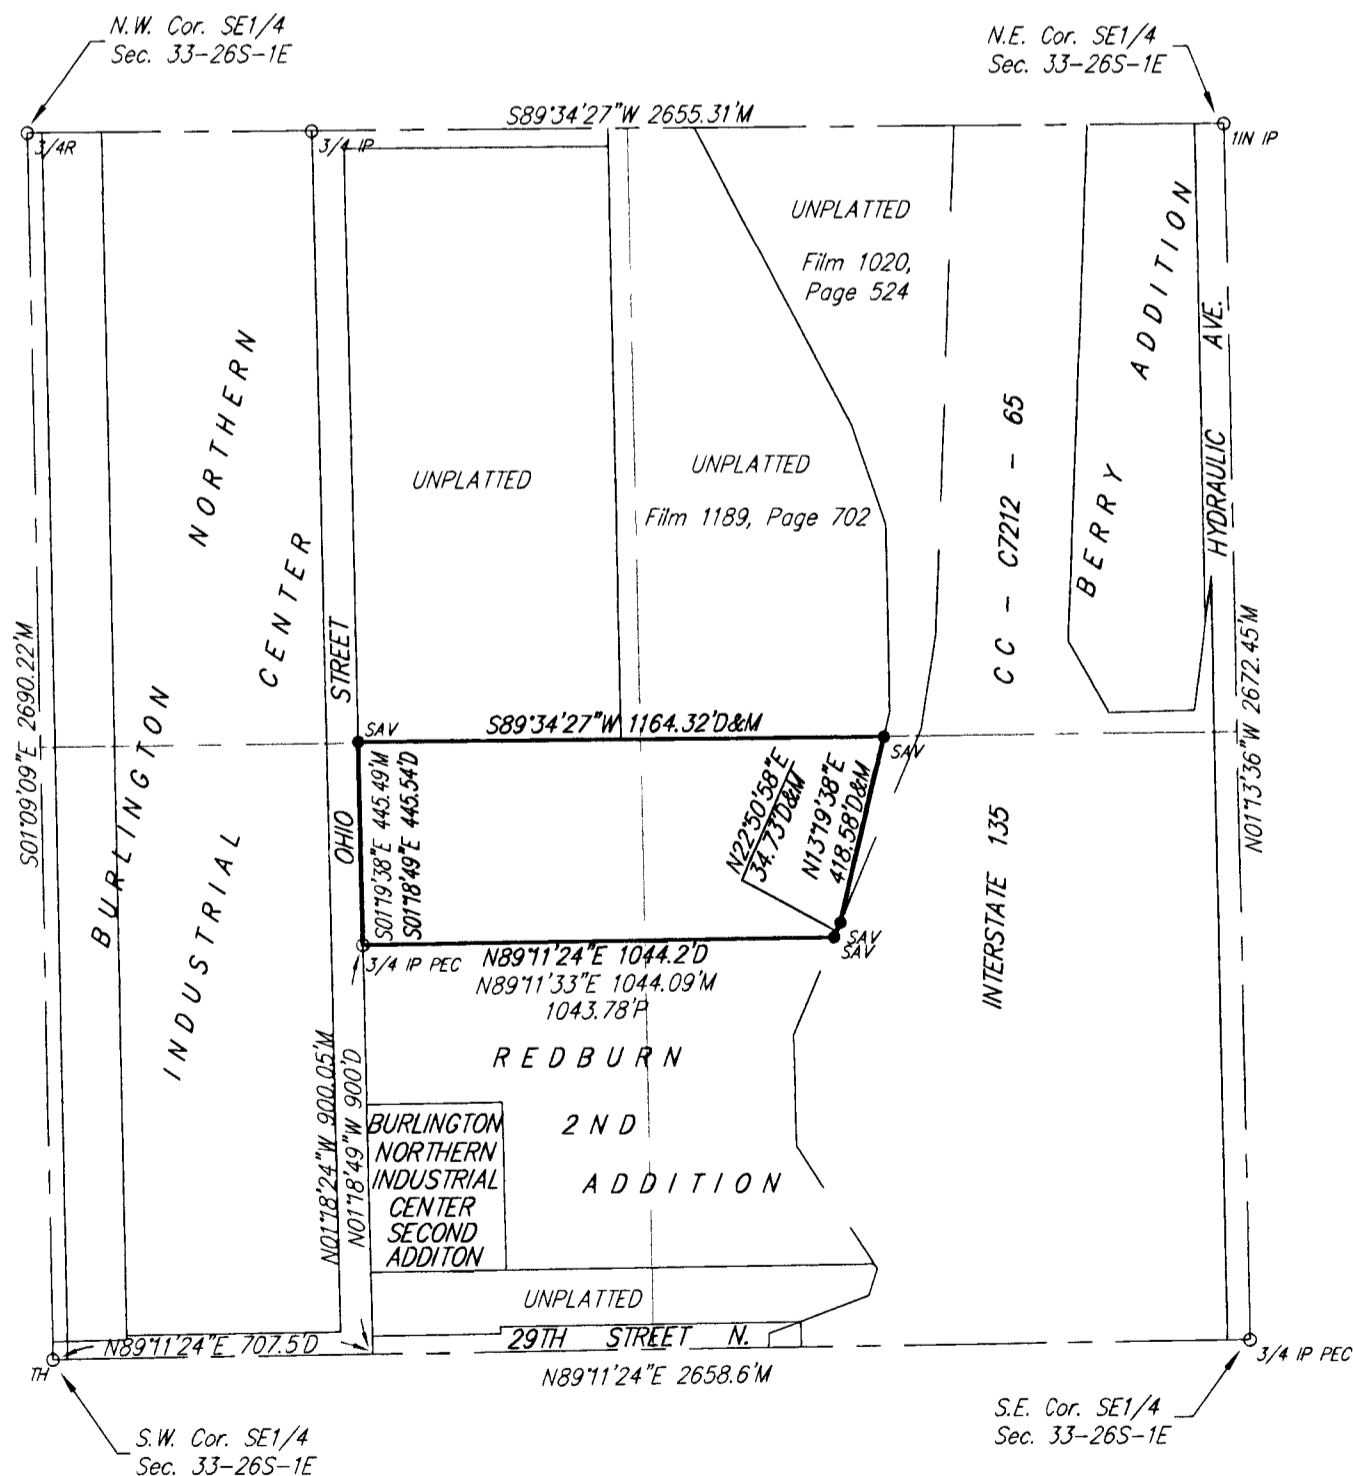 N.W. Cor. SE1/4
Sec. 33-26S-1E
N.E. Cor. SE1/4
Sec. 33-26S-1E
S89°34'27"W 2655.31'M
3/4R
3/4 IP
1IN IP
UNPLATTED
Film 1020,
Page 524
BERRY ADDITION
HYDRAULIC AVE.
BURLINGTON NORTHERN
INDUSTRIAL CENTER
UNPLATTED
UNPLATTED
Film 1189, Page 702
CC - C7212 - 65
S01°09'09"E 2690.22'M
N01°13'36"W 2672.45'M
OHIO STREET
SAV
S89°34'27"W 1164.32'D&M
SAV
S01°19'38"E 445.49'M
S01°18'49"E 445.54'D
N22°50'58"E
34.73'D&M
N13°19'38"E
418.58'D&M
INTERSTATE 135
SAV
SAV
3/4 IP PEC
N89°11'24"E 1044.2'D
N89°11'33"E 1044.09'M
1043.78'P
REDBURN
2ND
ADDITION
N01°18'24"W 900.05'M
N01°18'49"W 900'D
BURLINGTON
NORTHERN
INDUSTRIAL
CENTER
SECOND
ADDITON
UNPLATTED
29TH STREET N.
N89°11'24"E 707.5'D
TH
N89°11'24"E 2658.6'M
3/4 IP PEC
S.W. Cor. SE1/4
Sec. 33-26S-1E
S.E. Cor. SE1/4
Sec. 33-26S-1E